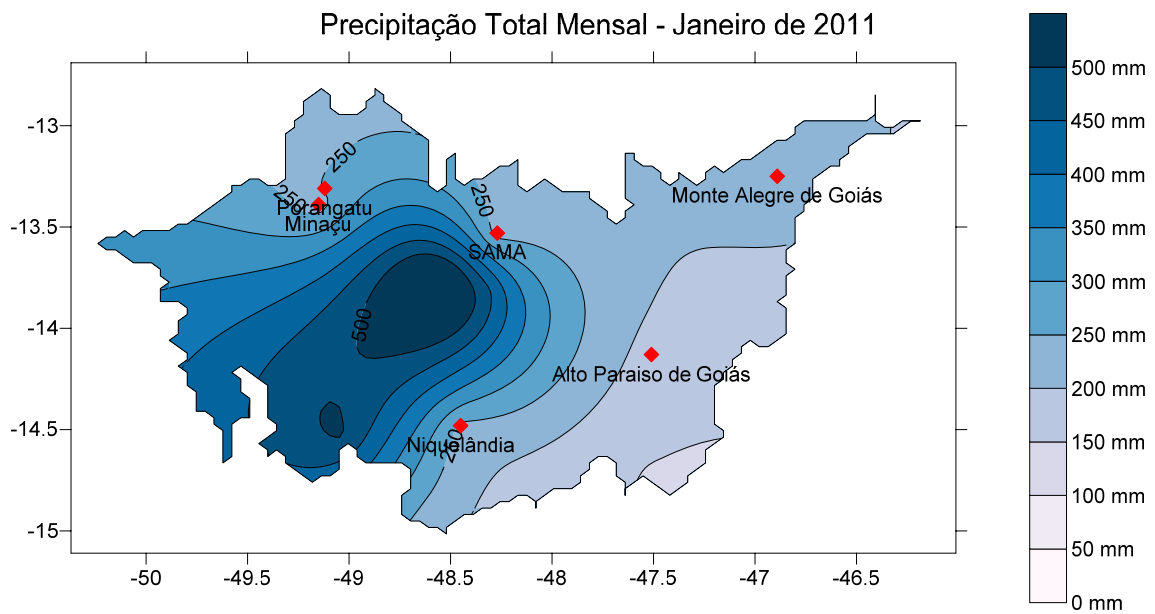 Precipitação Total Mensal - Janeiro de 2011
500 mm
450 mm
400 mm
350 mm
300 mm
250 mm
200 mm
150 mm
100 mm
50 mm
0 mm
-13
-13.5
-14
-14.5
-15
250
250
250
500
250
Porangatu
Minaçu
SAMA
Monte Alegre de Goiás
Alto Paraiso de Goiás
Niquelândia
-50
-49.5
-49
-48.5
-48
-47.5
-47
-46.5